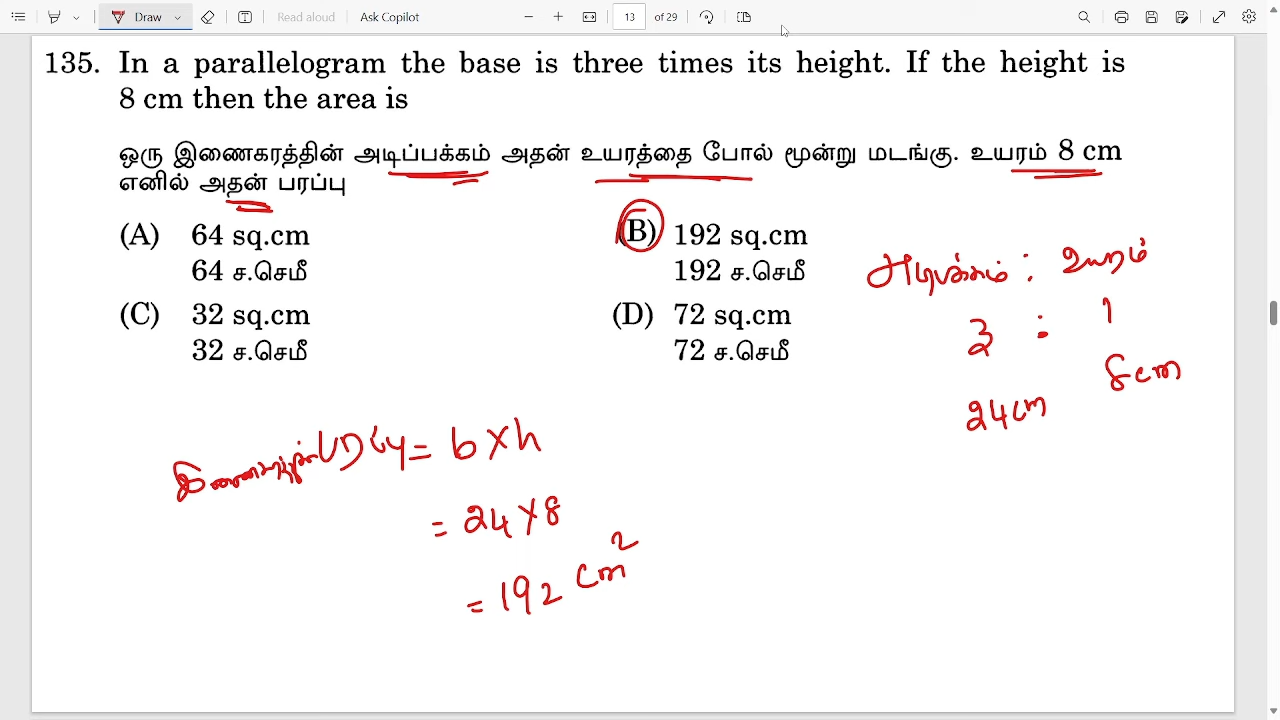 Draw
Read aloud
Ask Copilot
13 of 29
135. In a parallelogram the base is three times its height. If the height is
8 cm then the area is
ஒரு இணைகரத்தின் அடிப்பக்கம் அதன் உயரத்தை போல் மூன்று மடங்கு. உயரம் 8 cm
எனில் அதன் பரப்பு
(A) 64 sq.cm
64 ச.செமீ
(B) 192 sq.cm
192 ச.செமீ
(C) 32 sq.cm
32 ச.செமீ
(D) 72 sq.cm
72 ச.செமீ
அடிபக்கம் : உயரம்
3 : 1
24cm 8cm
பரப்பு = b x h
= 24 x 8
= 192 cm²